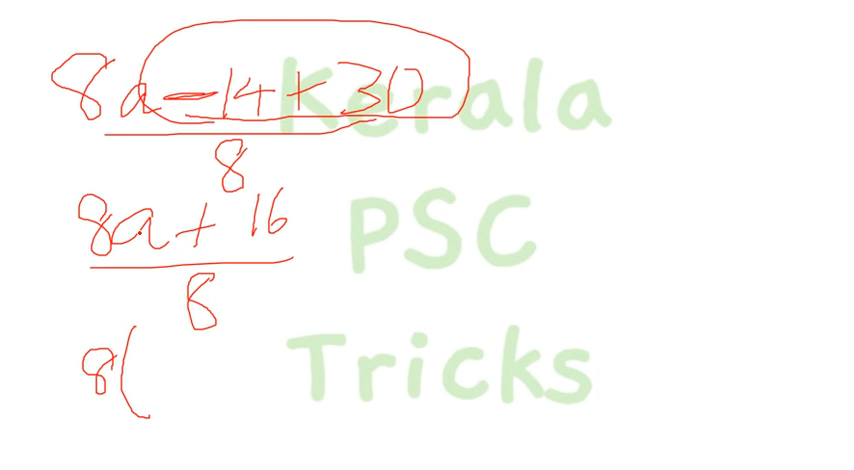 8a - 14 + 30
8
8a + 16
8
8(
Kerala
PSC
Tricks